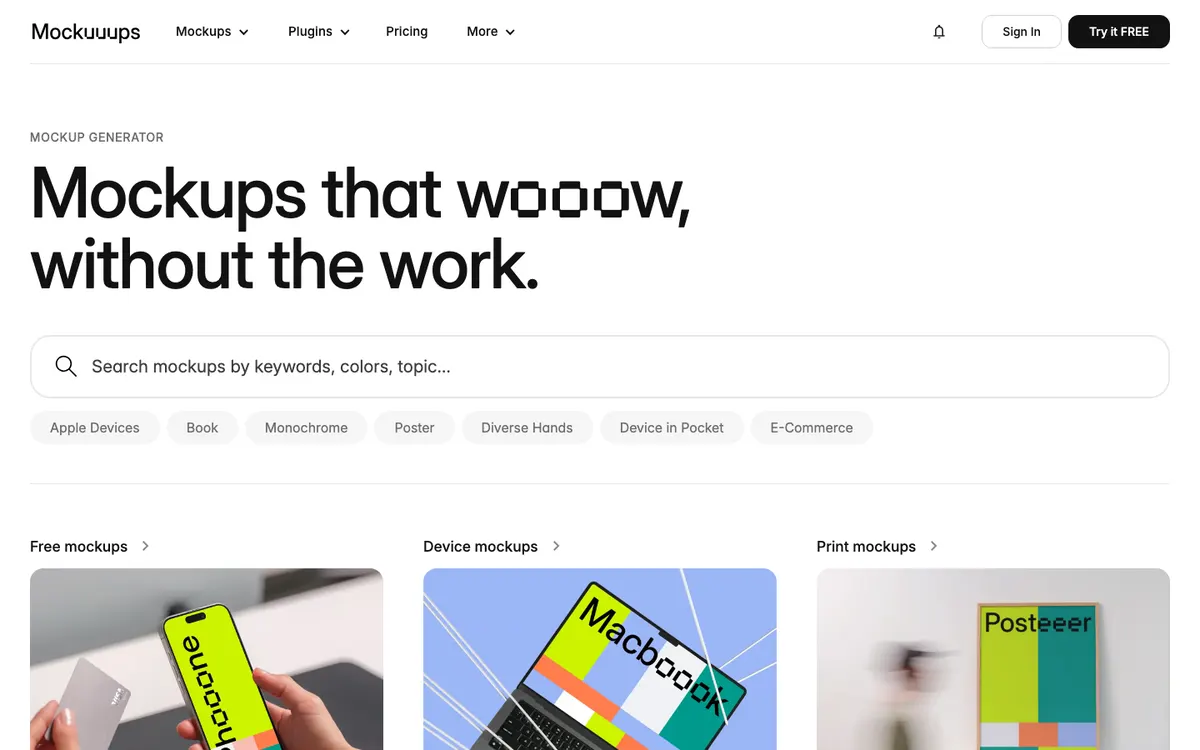 Mockuuups
Mockups
Plugins
Pricing
More
Sign In
Try it FREE
MOCKUP GENERATOR
Mockups that wooow,
without the work.
Search mockups by keywords, colors, topic...
Apple Devices
Book
Monochrome
Poster
Diverse Hands
Device in Pocket
E-Commerce
Free mockups
Device mockups
Print mockups
Macboook
Posteeer